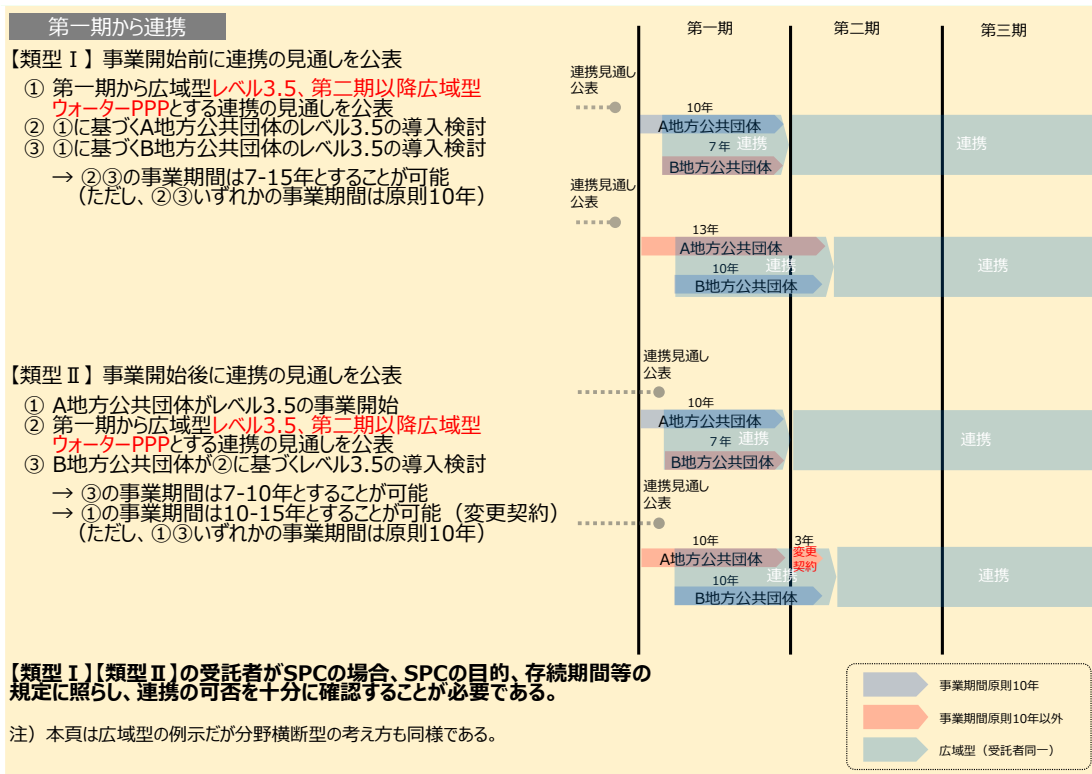 第一期から連携
第一期
第二期
第三期
【類型Ⅰ】事業開始前に連携の見通しを公表
① 第一期から広域型レベル3.5、第二期以降広域型
ウォーターPPPとする連携の見通しを公表
② ①に基づくA地方公共団体のレベル3.5の導入検討
③ ①に基づくB地方公共団体のレベル3.5の導入検討
→ ②③の事業期間は7-15年とすることが可能
（ただし、②③いずれかの事業期間は原則10年）
連携見通し
公表
10年
A地方公共団体
7年 連携
B地方公共団体
連携
連携見通し
公表
13年
A地方公共団体
10年 連携
B地方公共団体
連携
【類型Ⅱ】事業開始後に連携の見通しを公表
① A地方公共団体がレベル3.5の事業開始
② 第一期から広域型レベル3.5、第二期以降広域型
ウォーターPPPとする連携の見通しを公表
③ B地方公共団体が②に基づくレベル3.5の導入検討
→ ③の事業期間は7-10年とすることが可能
→ ①の事業期間は10-15年とすることが可能（変更契約）
（ただし、①③いずれかの事業期間は原則10年）
連携見通し
公表
10年
A地方公共団体
7年 連携
B地方公共団体
連携
連携見通し
公表
10年
3年
A地方公共団体
変更
契約
10年 連携
B地方公共団体
連携
【類型Ⅰ】【類型Ⅱ】の受託者がSPCの場合、SPCの目的、存続期間等の
規定に照らし、連携の可否を十分に確認することが必要である。
注）本頁は広域型の例示だが分野横断型の考え方も同様である。
事業期間原則10年
事業期間原則10年以外
広域型（受託者同一）